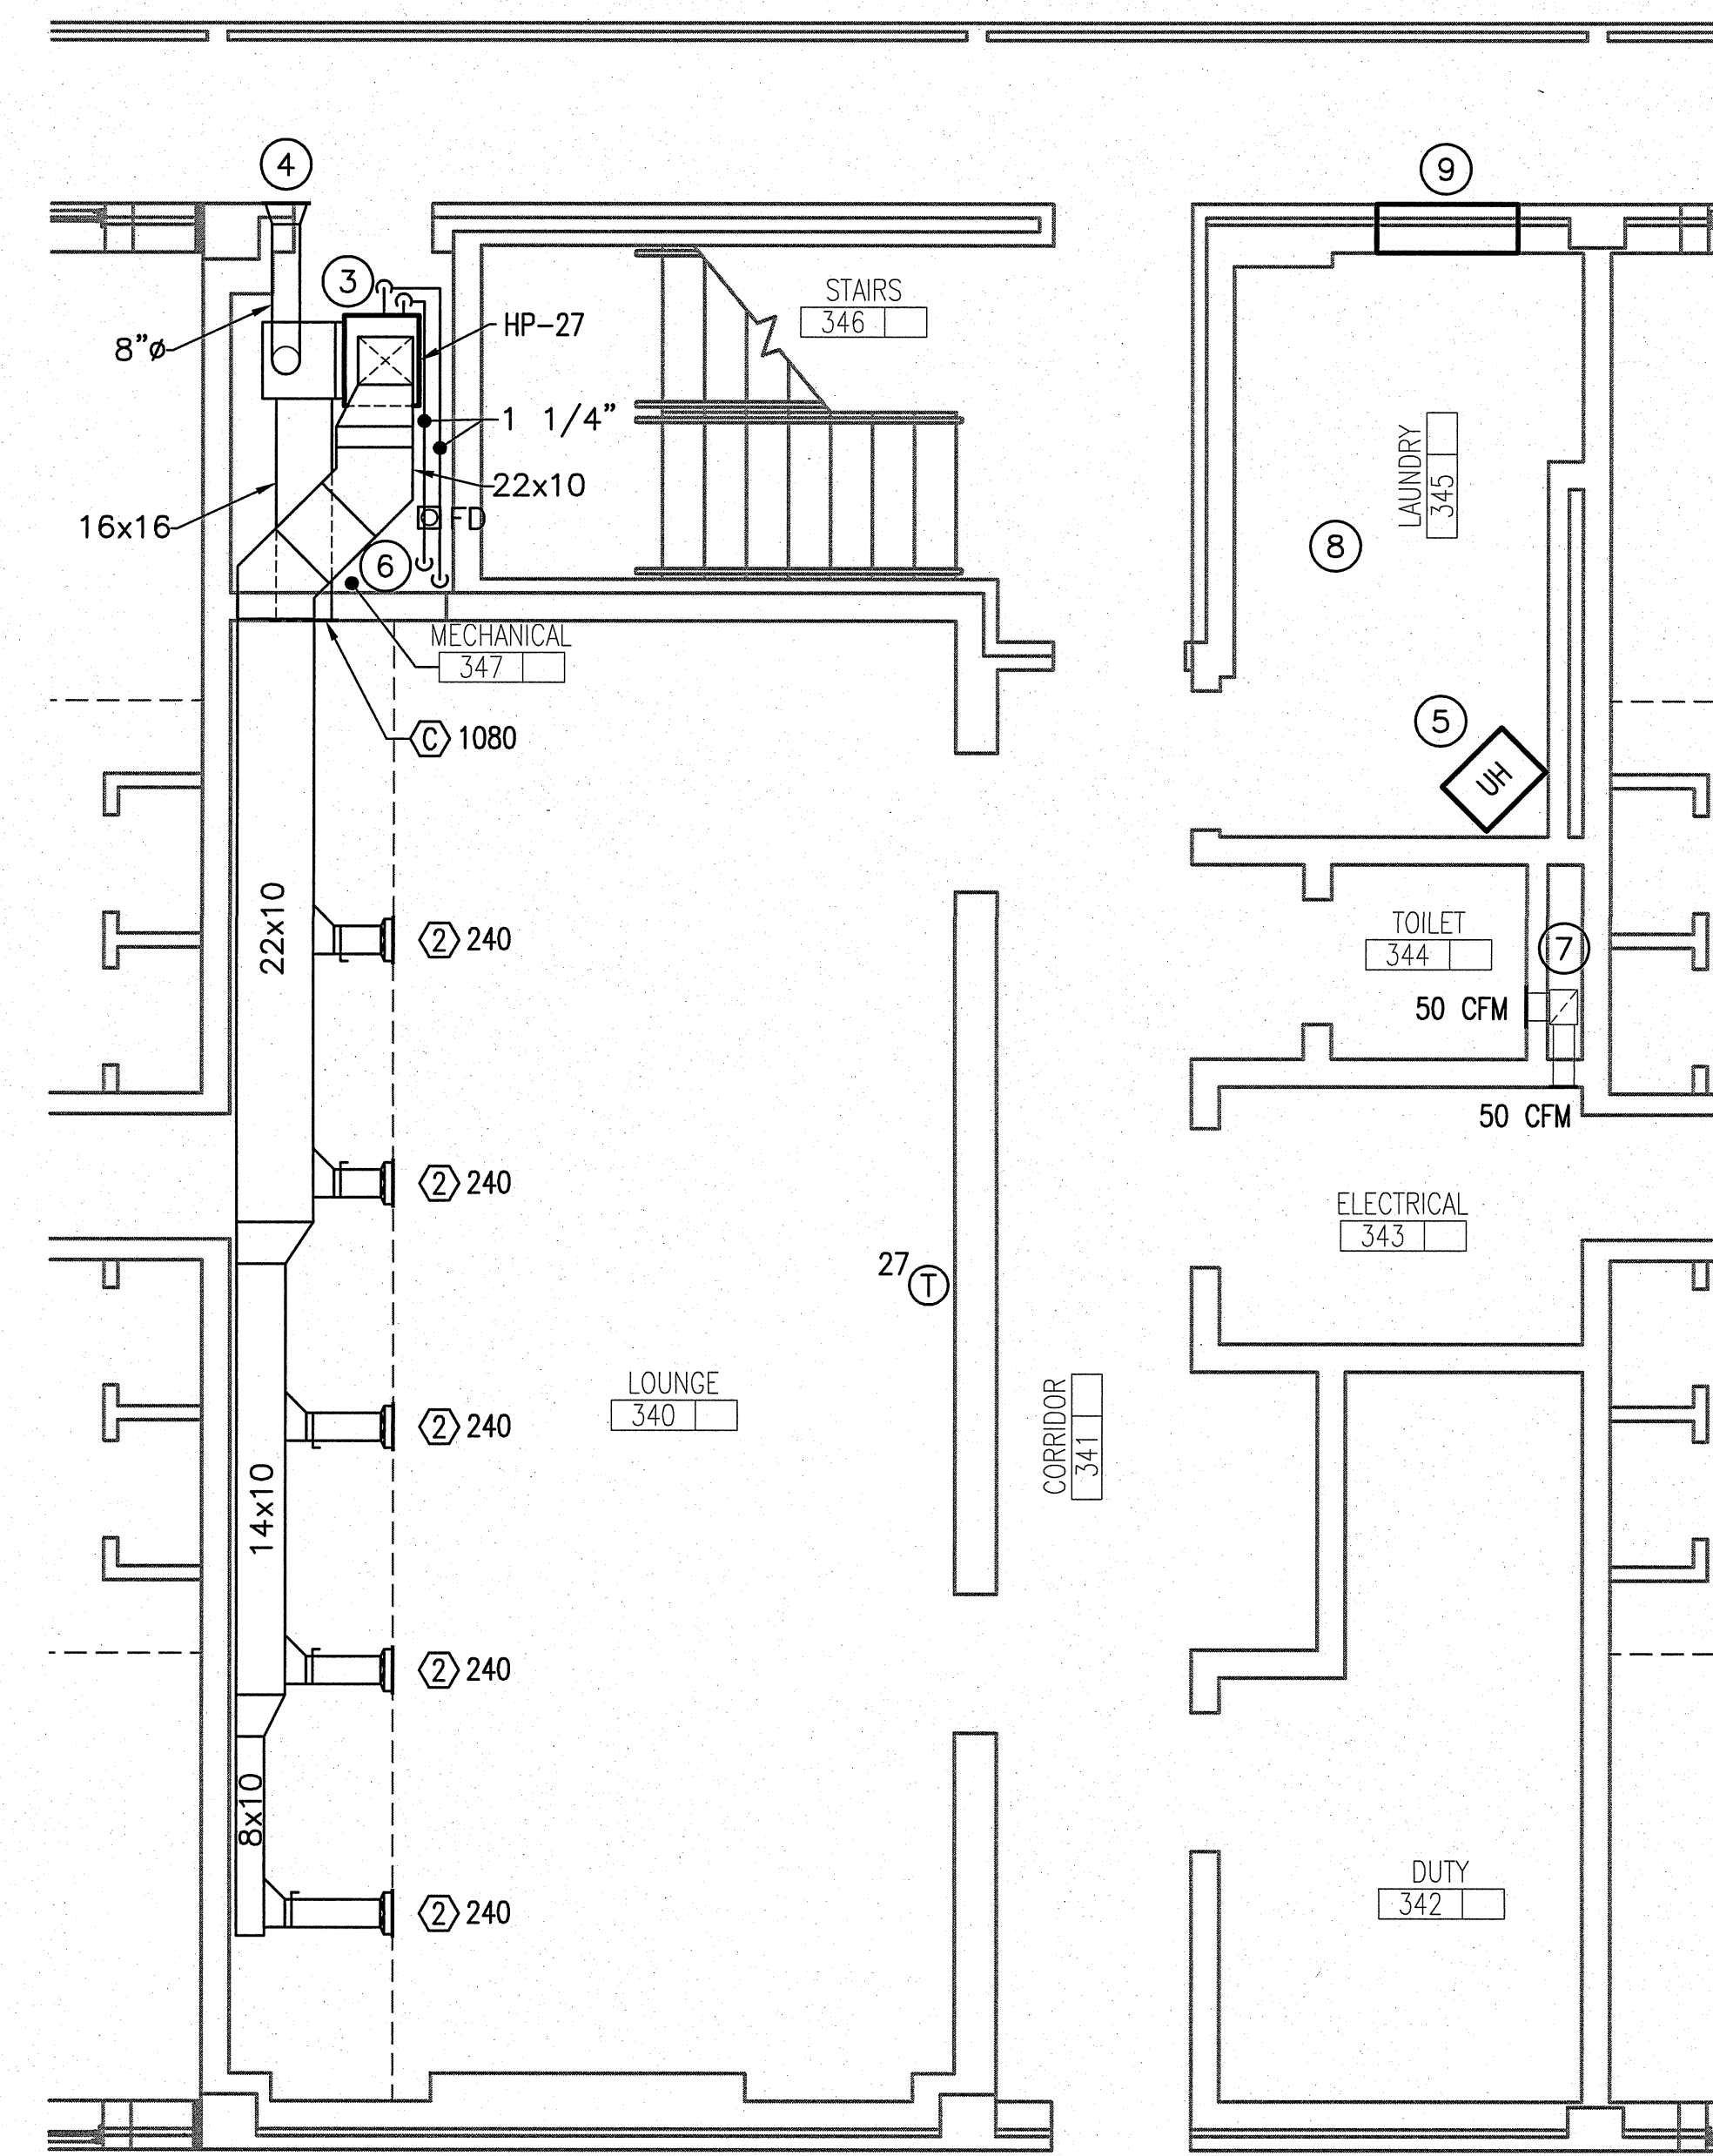 4
9
3
STAIRS
346
8"ø
HP-27
1 1/4"
LAUNDRY
345
22x10
16x16
FD
8
6
MECHANICAL
347
5
C 1080
UH
22x10
2 240
TOILET
344
7
50 CFM
50 CFM
2 240
ELECTRICAL
343
27
T
LOUNGE
340
CORRIDOR
341
2 240
14x10
2 240
8x10
DUTY
342
2 240